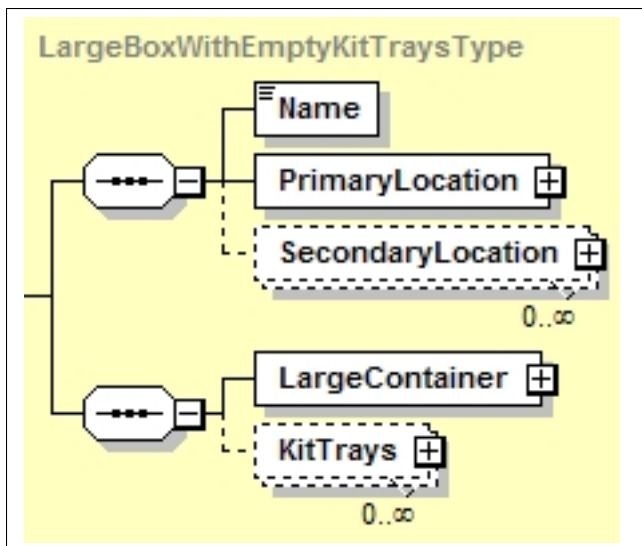 LargeBoxWithEmptyKitTraysType
Name
PrimaryLocation
SecondaryLocation
0..∞
LargeContainer
KitTrays
0..∞